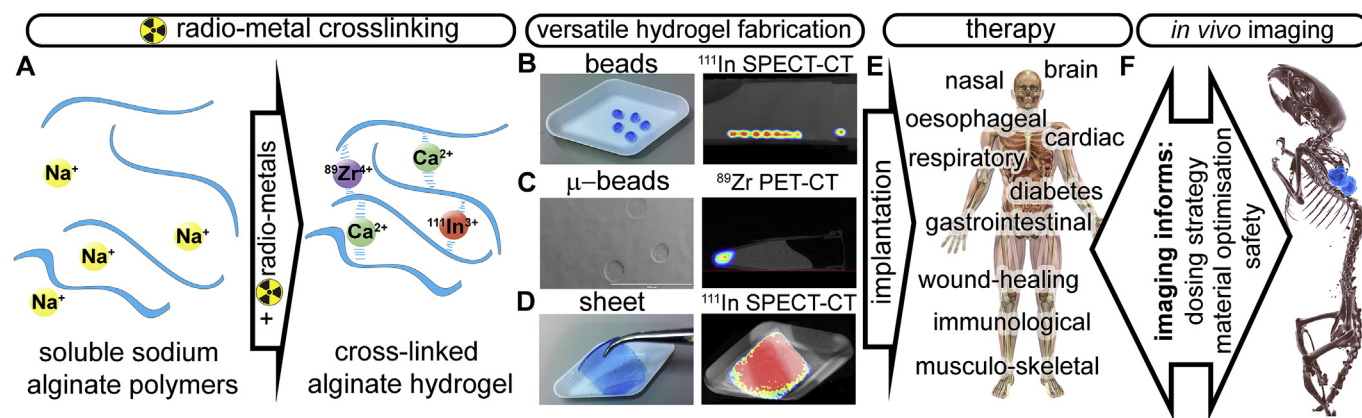 radio-metal crosslinking
versatile hydrogel fabrication
therapy
in vivo imaging
A
Na⁺
Na⁺
Na⁺
Na⁺
soluble sodium
alginate polymers
+ radio-metals
⁸⁹Zr⁴⁺
Ca²⁺
Ca²⁺
¹¹¹In³⁺
cross-linked
alginate hydrogel
B
beads
¹¹¹In SPECT-CT
C
μ–beads
⁸⁹Zr PET-CT
D
sheet
¹¹¹In SPECT-CT
E
implantation
nasal
brain
oesophageal
cardiac
respiratory
diabetes
gastrointestinal
wound-healing
immunological
musculo-skeletal
F
imaging informs:
dosing strategy
material optimisation
safety